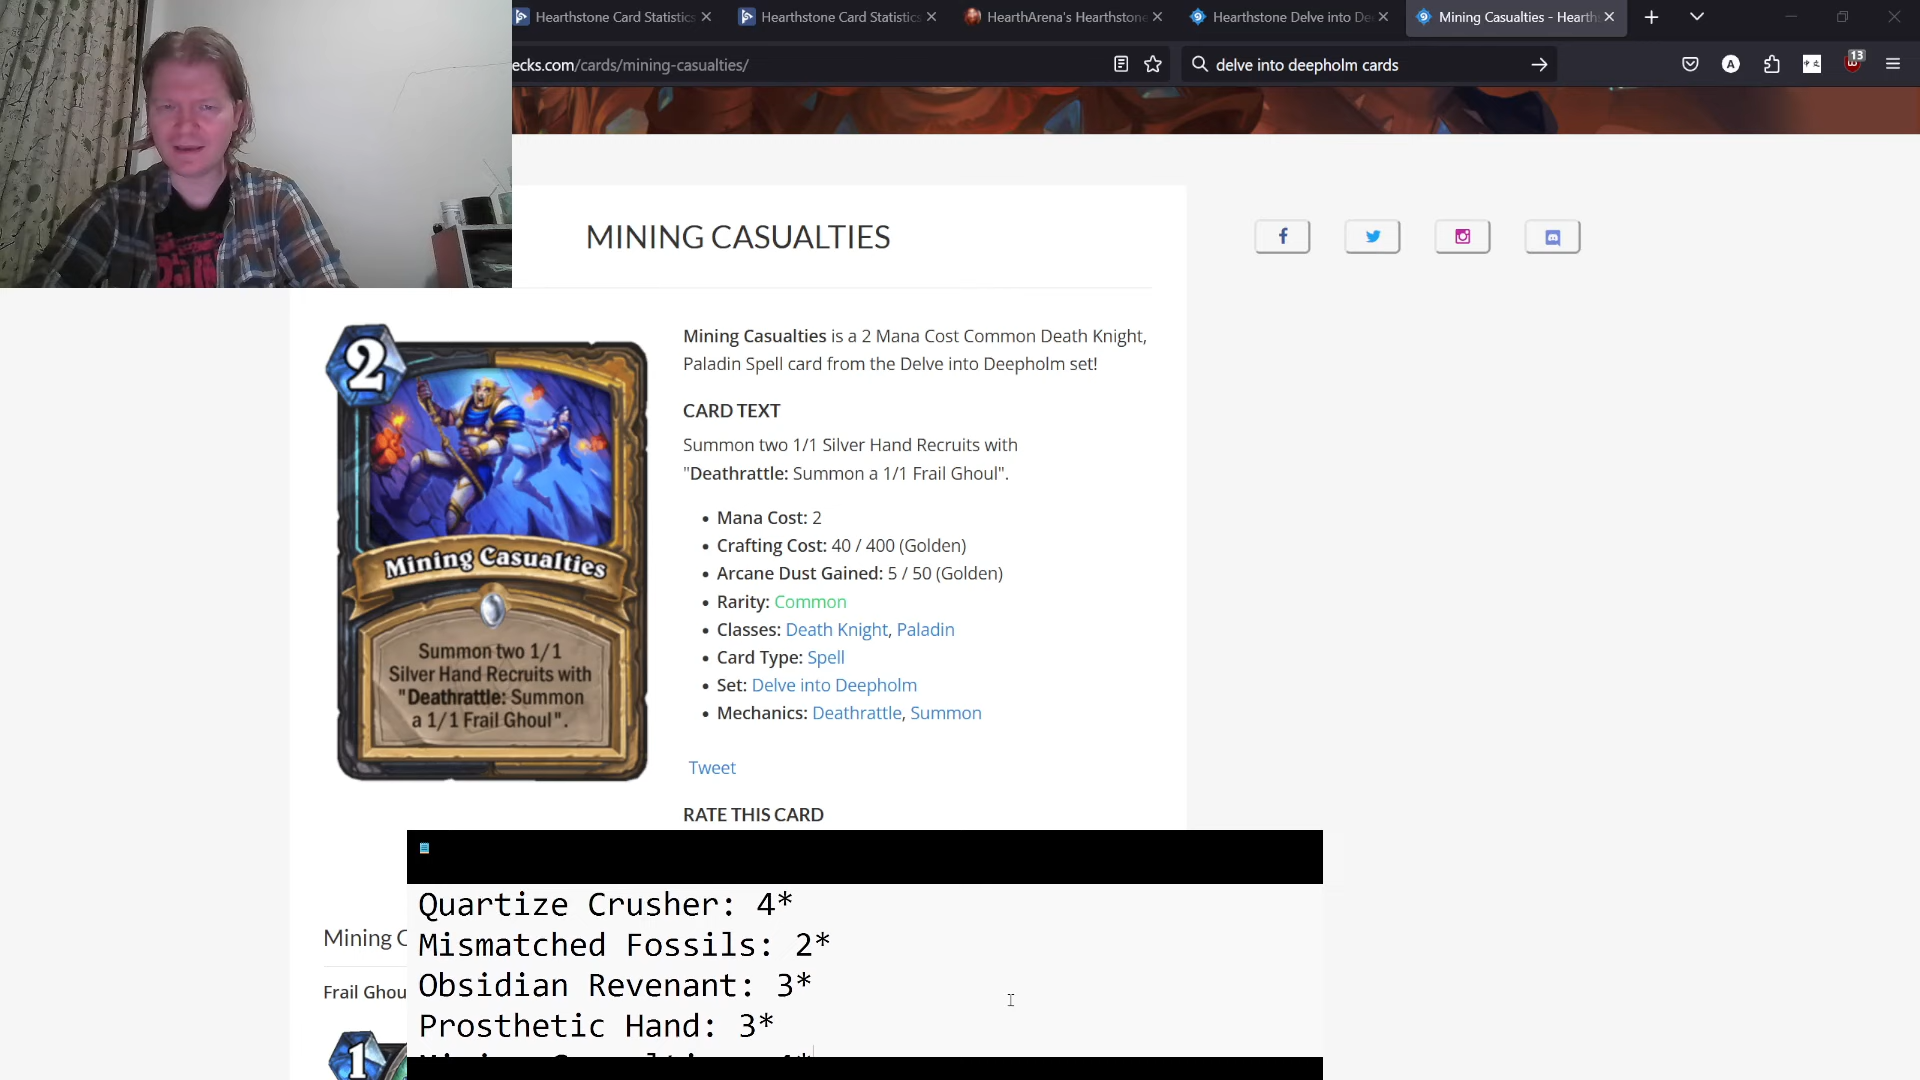 Hearthstone Card Statistics
Hearthstone Card Statistics
HearthArena's Hearthstone
Hearthstone Delve into De
Mining Casualties - Hearth
ecks.com/cards/mining-casualties/
delve into deepholm cards
13
MINING CASUALTIES
2
Mining Casualties
Summon two 1/1
Silver Hand Recruits with
"Deathrattle: Summon
a 1/1 Frail Ghoul".
Mining Casualties is a 2 Mana Cost Common Death Knight,
Paladin Spell card from the Delve into Deepholm set!
CARD TEXT
Summon two 1/1 Silver Hand Recruits with
"Deathrattle: Summon a 1/1 Frail Ghoul".
Mana Cost: 2
Crafting Cost: 40 / 400 (Golden)
Arcane Dust Gained: 5 / 50 (Golden)
Rarity: Common
Classes: Death Knight, Paladin
Card Type: Spell
Set: Delve into Deepholm
Mechanics: Deathrattle, Summon
Tweet
RATE THIS CARD
Mining C
Frail Ghou
1
Quartize Crusher: 4*
Mismatched Fossils: 2*
Obsidian Revenant: 3*
Prosthetic Hand: 3*